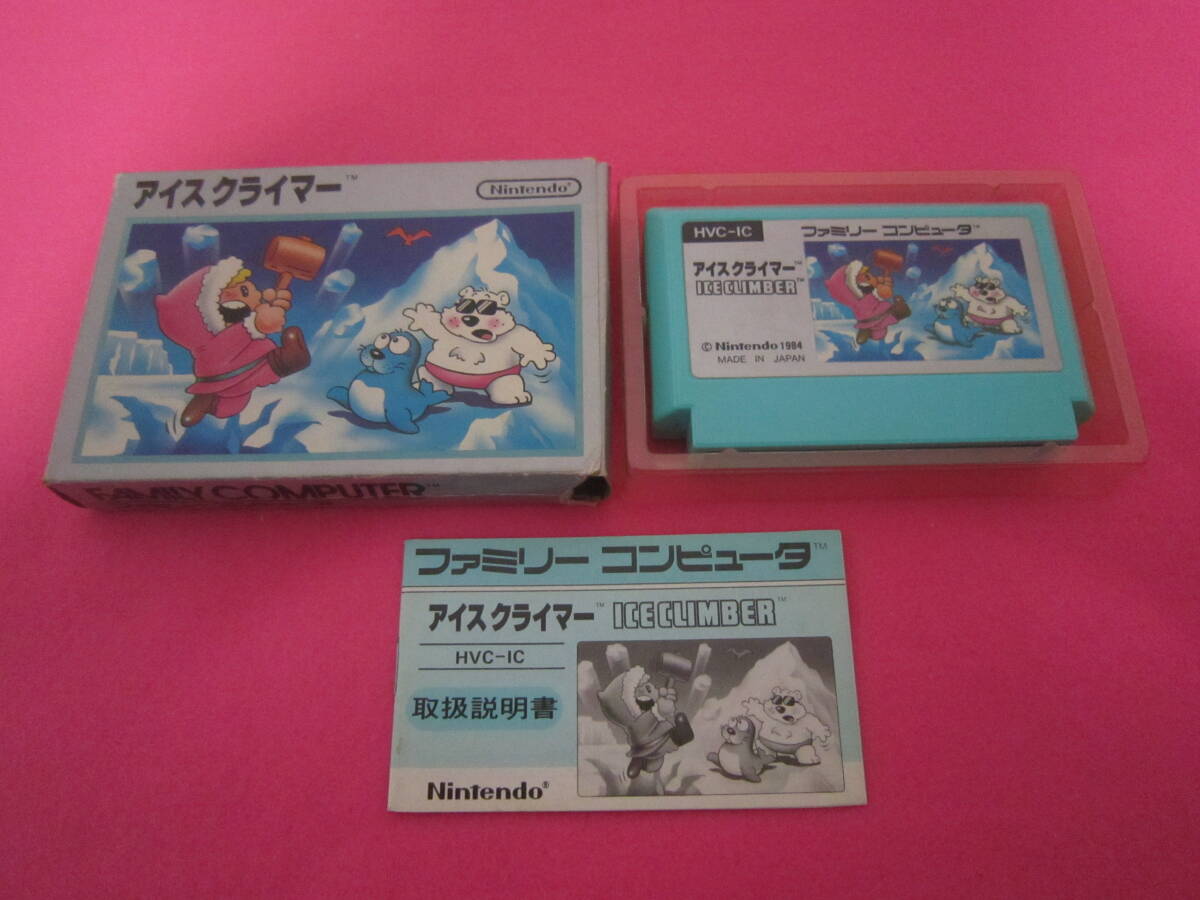 アイス クライマー™
Nintendo®
FAMILY COMPUTER™
HVC-IC
ファミリー コンピュータ™
アイス クライマー™
ICE CLIMBER™
© Nintendo 1984
MADE IN JAPAN
ファミリー コンピュータ™
アイス クライマー™ ICE CLIMBER™
HVC-IC
取扱説明書
Nintendo®